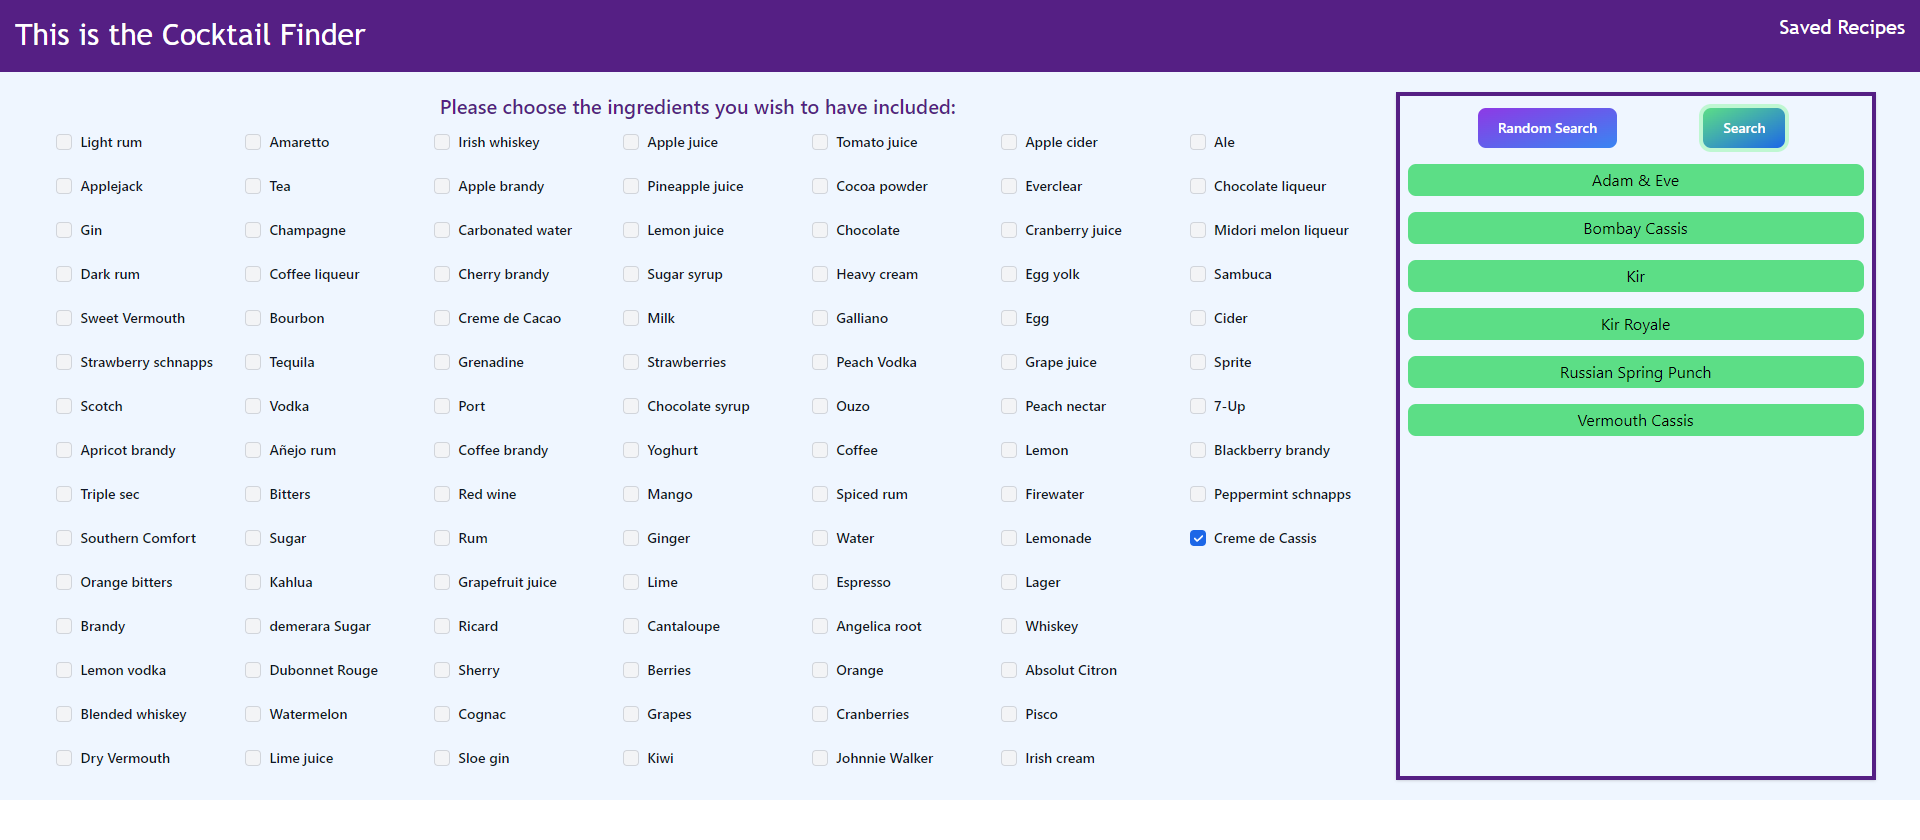 This is the Cocktail Finder
Saved Recipes
Please choose the ingredients you wish to have included:
Light rum
Applejack
Gin
Dark rum
Sweet Vermouth
Strawberry schnapps
Scotch
Apricot brandy
Triple sec
Southern Comfort
Orange bitters
Brandy
Lemon vodka
Blended whiskey
Dry Vermouth
Amaretto
Tea
Champagne
Coffee liqueur
Bourbon
Tequila
Vodka
Añejo rum
Bitters
Sugar
Kahlua
demerara Sugar
Dubonnet Rouge
Watermelon
Lime juice
Irish whiskey
Apple brandy
Carbonated water
Cherry brandy
Creme de Cacao
Grenadine
Port
Coffee brandy
Red wine
Rum
Grapefruit juice
Ricard
Sherry
Cognac
Sloe gin
Apple juice
Pineapple juice
Lemon juice
Sugar syrup
Milk
Strawberries
Chocolate syrup
Yoghurt
Mango
Ginger
Lime
Cantaloupe
Berries
Grapes
Kiwi
Tomato juice
Cocoa powder
Chocolate
Heavy cream
Galliano
Peach Vodka
Ouzo
Coffee
Spiced rum
Water
Espresso
Angelica root
Orange
Cranberries
Johnnie Walker
Apple cider
Everclear
Cranberry juice
Egg yolk
Egg
Grape juice
Peach nectar
Lemon
Firewater
Lemonade
Lager
Whiskey
Absolut Citron
Pisco
Irish cream
Ale
Chocolate liqueur
Midori melon liqueur
Sambuca
Cider
Sprite
7-Up
Blackberry brandy
Peppermint schnapps
Creme de Cassis
Random Search
Search
Adam & Eve
Bombay Cassis
Kir
Kir Royale
Russian Spring Punch
Vermouth Cassis